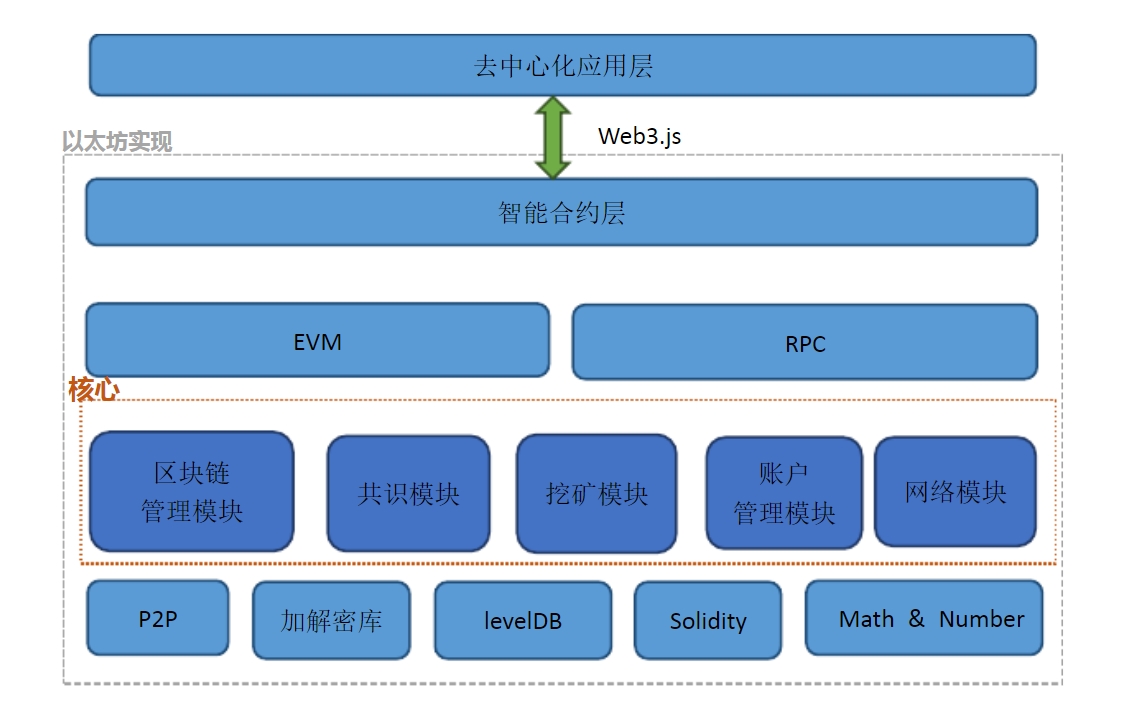 去中心化应用层
Web3.js
以太坊实现
智能合约层
EVM
RPC
核心
区块链
管理模块
共识模块
挖矿模块
账户
管理模块
网络模块
P2P
加解密库
levelDB
Solidity
Math & Number